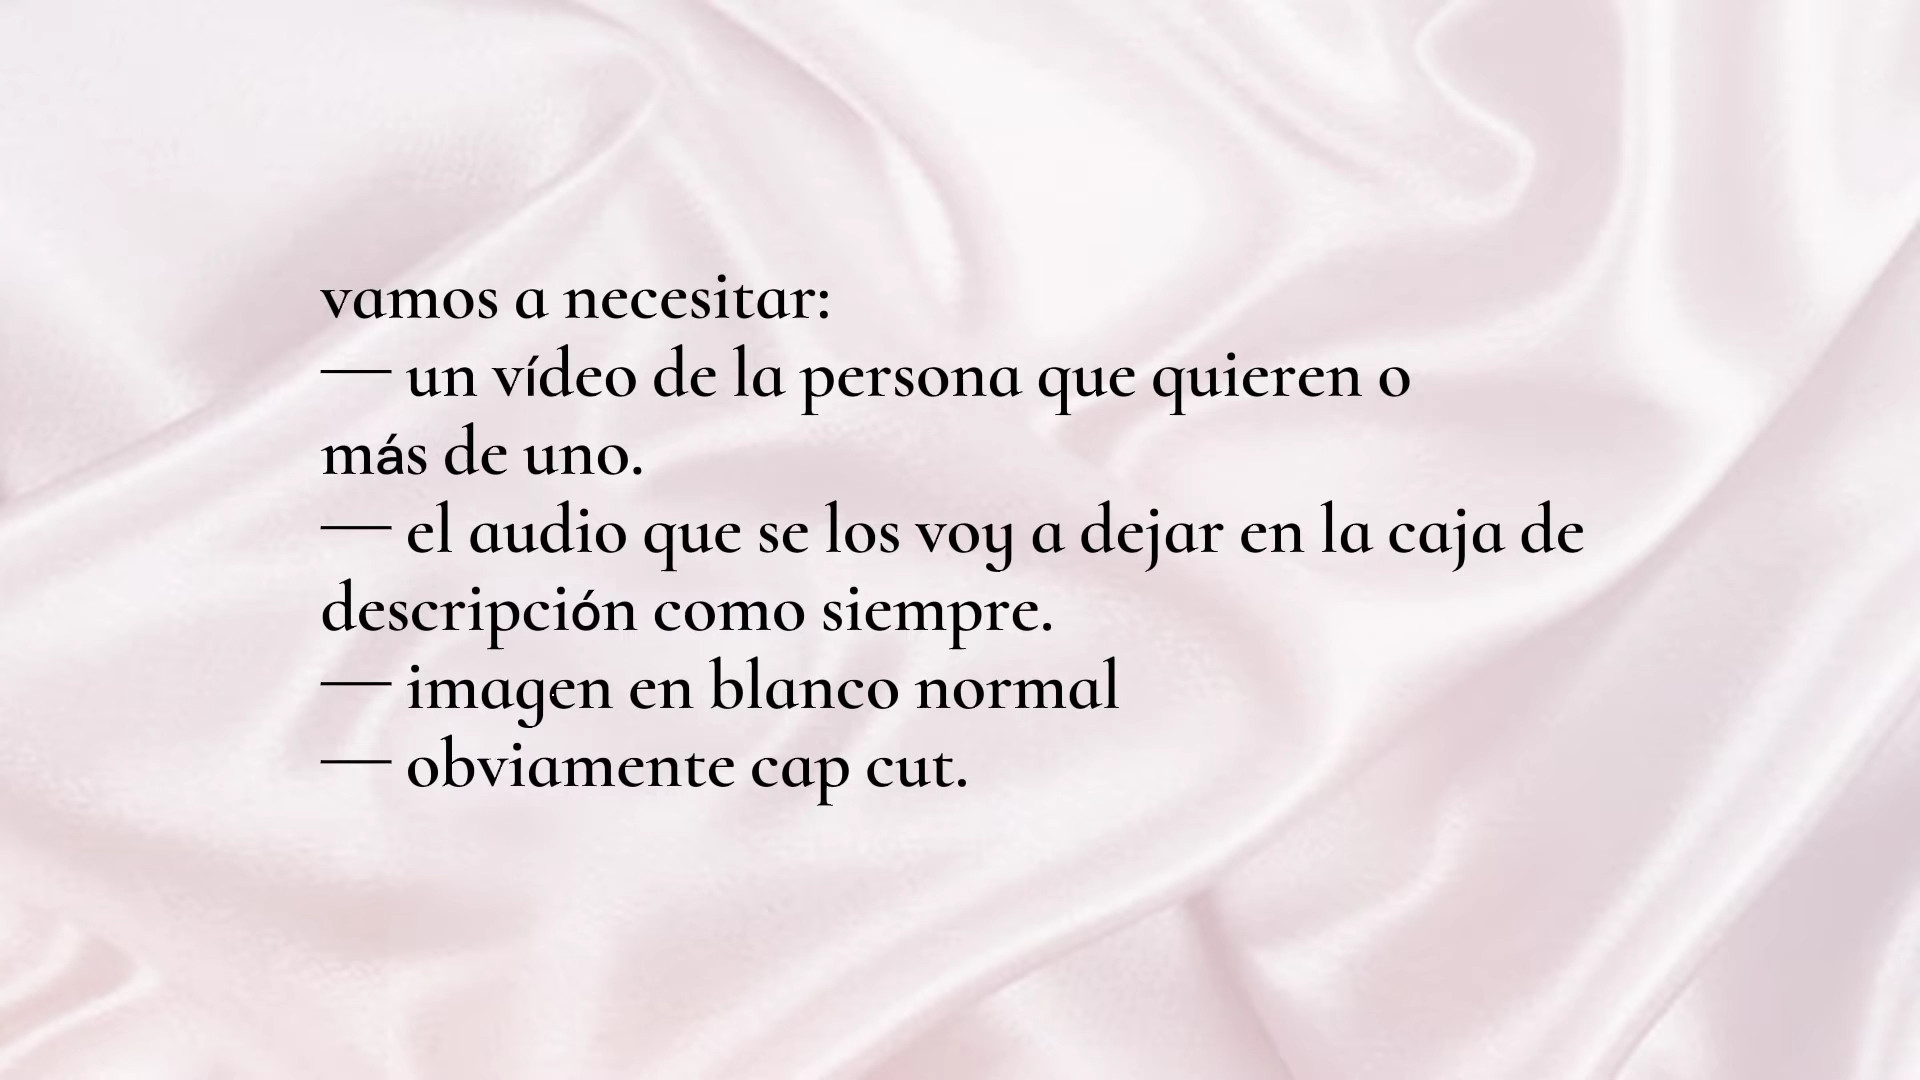 vamos a necesitar:
— un vídeo de la persona que quieren o
más de uno.
— el audio que se los voy a dejar en la caja de
descripción como siempre.
— imagen en blanco normal
— obviamente cap cut.